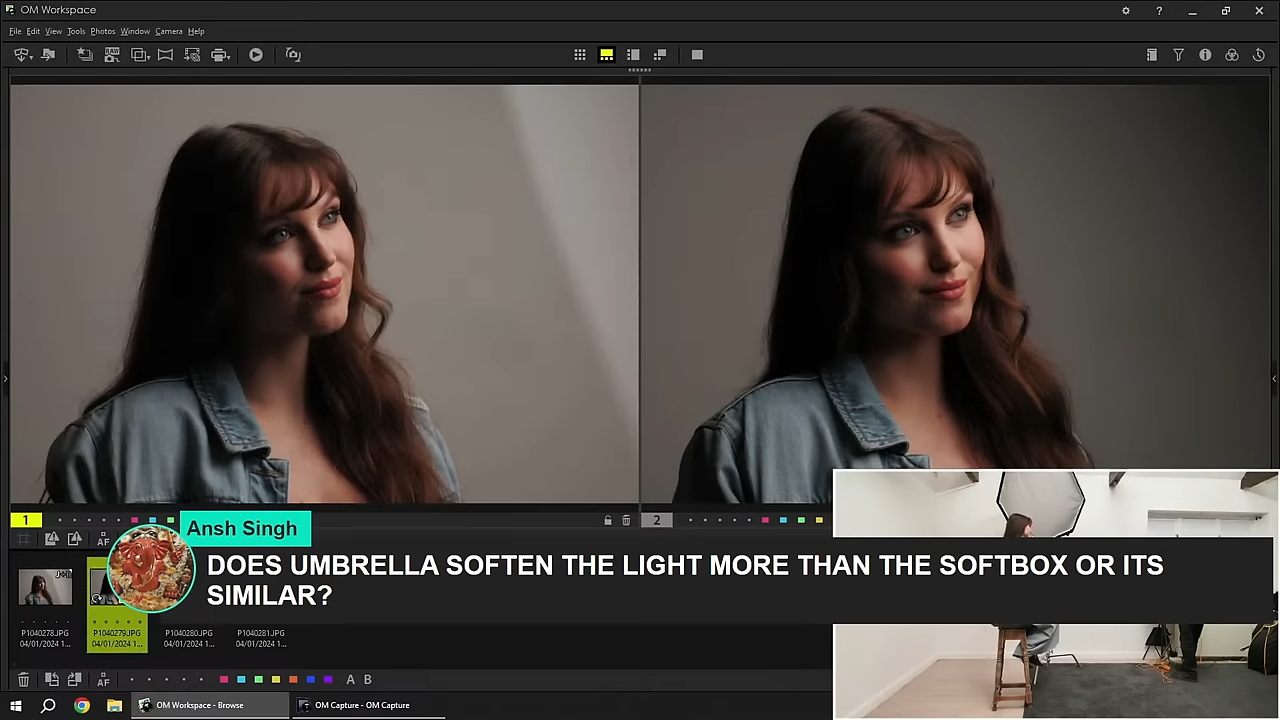 OM Workspace
File Edit View Tools Photos Window Camera Help
RAW
1
2
AF
Ansh Singh
DOES UMBRELLA SOFTEN THE LIGHT MORE THAN THE SOFTBOX OR ITS
SIMILAR?
P1040278.JPG P1040279.JPG P1040280.JPG P1040281.JPG
04/01/2024 1... 04/01/2024 1... 04/01/2024 1... 04/01/2024 1...
AF A B
OM Workspace - Browse OM Capture - OM Capture